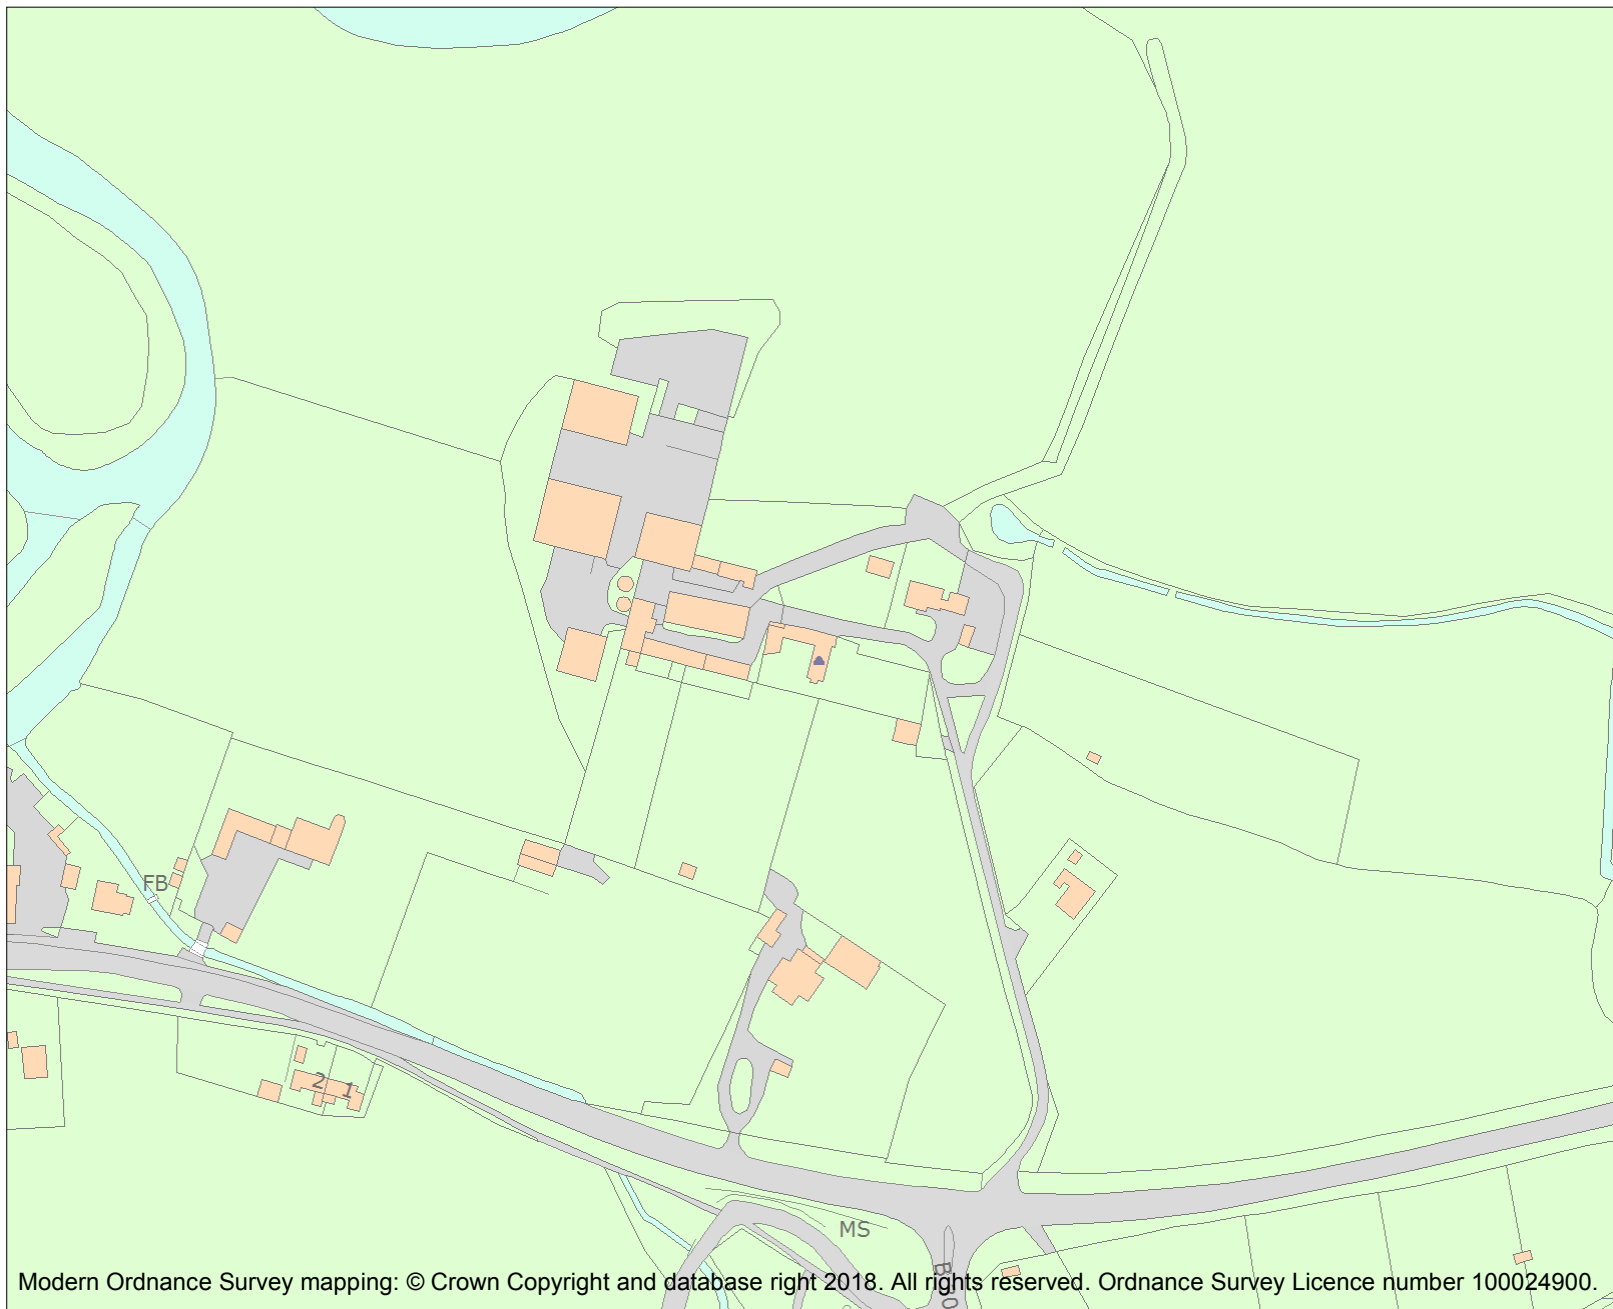 FB
2
1
MS
Modern Ordnance Survey mapping: © Crown Copyright and database right 2018. All rights reserved. Ordnance Survey Licence number 100024900.